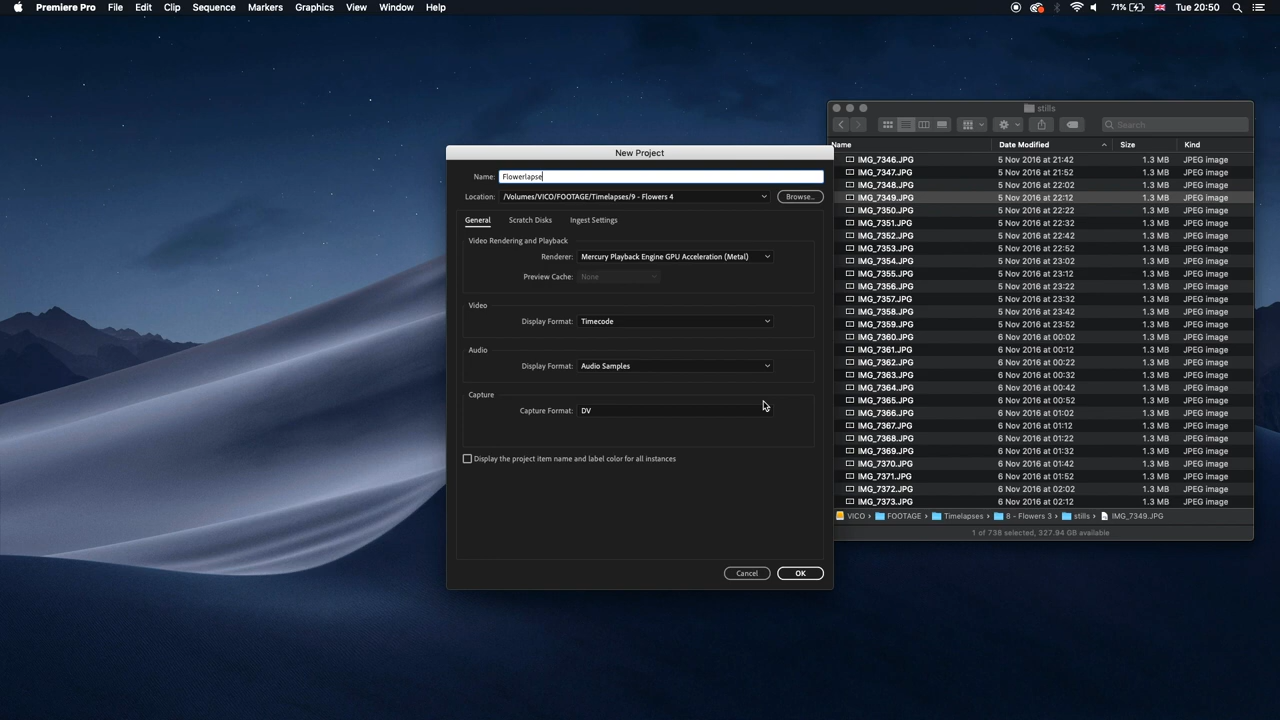 Premiere Pro File Edit Clip Sequence Markers Graphics View Window Help 71% Tue 20:50
stills
Search
Name Date Modified Size Kind
IMG_7346.JPG 5 Nov 2016 at 21:42 1.3 MB JPEG image
IMG_7347.JPG 5 Nov 2016 at 21:52 1.3 MB JPEG image
IMG_7348.JPG 5 Nov 2016 at 22:02 1.3 MB JPEG image
IMG_7349.JPG 5 Nov 2016 at 22:12 1.3 MB JPEG image
IMG_7350.JPG 5 Nov 2016 at 22:22 1.3 MB JPEG image
IMG_7351.JPG 5 Nov 2016 at 22:32 1.3 MB JPEG image
IMG_7352.JPG 5 Nov 2016 at 22:42 1.3 MB JPEG image
IMG_7353.JPG 5 Nov 2016 at 22:52 1.3 MB JPEG image
IMG_7354.JPG 5 Nov 2016 at 23:02 1.3 MB JPEG image
IMG_7355.JPG 5 Nov 2016 at 23:12 1.3 MB JPEG image
IMG_7356.JPG 5 Nov 2016 at 23:22 1.3 MB JPEG image
IMG_7357.JPG 5 Nov 2016 at 23:32 1.3 MB JPEG image
IMG_7358.JPG 5 Nov 2016 at 23:42 1.3 MB JPEG image
IMG_7359.JPG 5 Nov 2016 at 23:52 1.3 MB JPEG image
IMG_7360.JPG 6 Nov 2016 at 00:02 1.3 MB JPEG image
IMG_7361.JPG 6 Nov 2016 at 00:12 1.3 MB JPEG image
IMG_7362.JPG 6 Nov 2016 at 00:22 1.3 MB JPEG image
IMG_7363.JPG 6 Nov 2016 at 00:32 1.3 MB JPEG image
IMG_7364.JPG 6 Nov 2016 at 00:42 1.3 MB JPEG image
IMG_7365.JPG 6 Nov 2016 at 00:52 1.3 MB JPEG image
IMG_7366.JPG 6 Nov 2016 at 01:02 1.3 MB JPEG image
IMG_7367.JPG 6 Nov 2016 at 01:12 1.3 MB JPEG image
IMG_7368.JPG 6 Nov 2016 at 01:22 1.3 MB JPEG image
IMG_7369.JPG 6 Nov 2016 at 01:32 1.3 MB JPEG image
IMG_7370.JPG 6 Nov 2016 at 01:42 1.3 MB JPEG image
IMG_7371.JPG 6 Nov 2016 at 01:52 1.3 MB JPEG image
IMG_7372.JPG 6 Nov 2016 at 02:02 1.3 MB JPEG image
IMG_7373.JPG 6 Nov 2016 at 02:12 1.3 MB JPEG image
VICO › FOOTAGE › Timelapses › 8 - Flowers 3 › stills › IMG_7349.JPG
1 of 738 selected, 327.94 GB available
New Project
Name: Flowerlapse
Location: /Volumes/VICO/FOOTAGE/Timelapses/9 - Flowers 4 Browse...
General Scratch Disks Ingest Settings
Video Rendering and Playback
Renderer: Mercury Playback Engine GPU Acceleration (Metal)
Preview Cache: None
Video
Display Format: Timecode
Audio
Display Format: Audio Samples
Capture
Capture Format: DV
Display the project item name and label color for all instances
Cancel OK